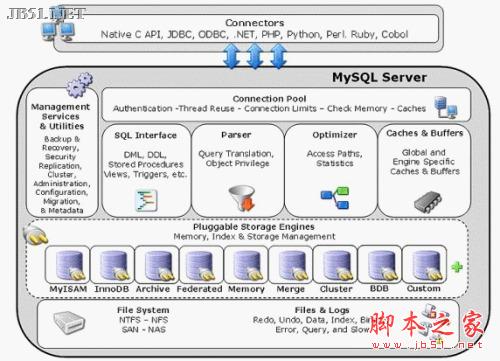 JB51.NET
Connectors
Native C API, JDBC, ODBC, .NET, PHP, Python, Perl. Ruby, Cobol
MySQL Server
Management
Services
& Utilities
Backup &
Recovery,
Security
Replication,
Cluster,
Administration,
Configuration,
Migration,
& Metadata
Connection Pool
Authentication -Thread Reuse - Connection Limits – Check Memory - Caches
SQL Interface
DML, DDL,
Stored Procedures
Views, Triggers, etc.
Parser
Query Translation,
Object Privilege
Optimizer
Access Paths,
Statistics
Caches & Buffers
Global and
Engine Specific
Caches & Buffers
Pluggable Storage Engines
Memory, Index & Storage Management
MyISAM
InnoDB
Archive
Federated
Memory
Merge
Cluster
BDB
Custom
File System
NTFS - NFS
SAN - NAS
Files & Logs
Redo, Undo, Data, Index,
Error, Query, and Slow
脚本之家
www.jb51.net